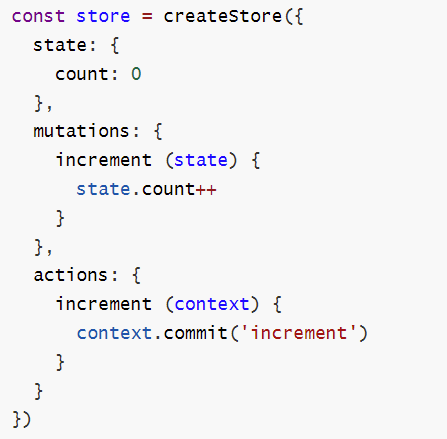 const store = createStore({
  state: {
    count: 0
  },
  mutations: {
    increment (state) {
      state.count++
    }
  },
  actions: {
    increment (context) {
      context.commit('increment')
    }
  }
})